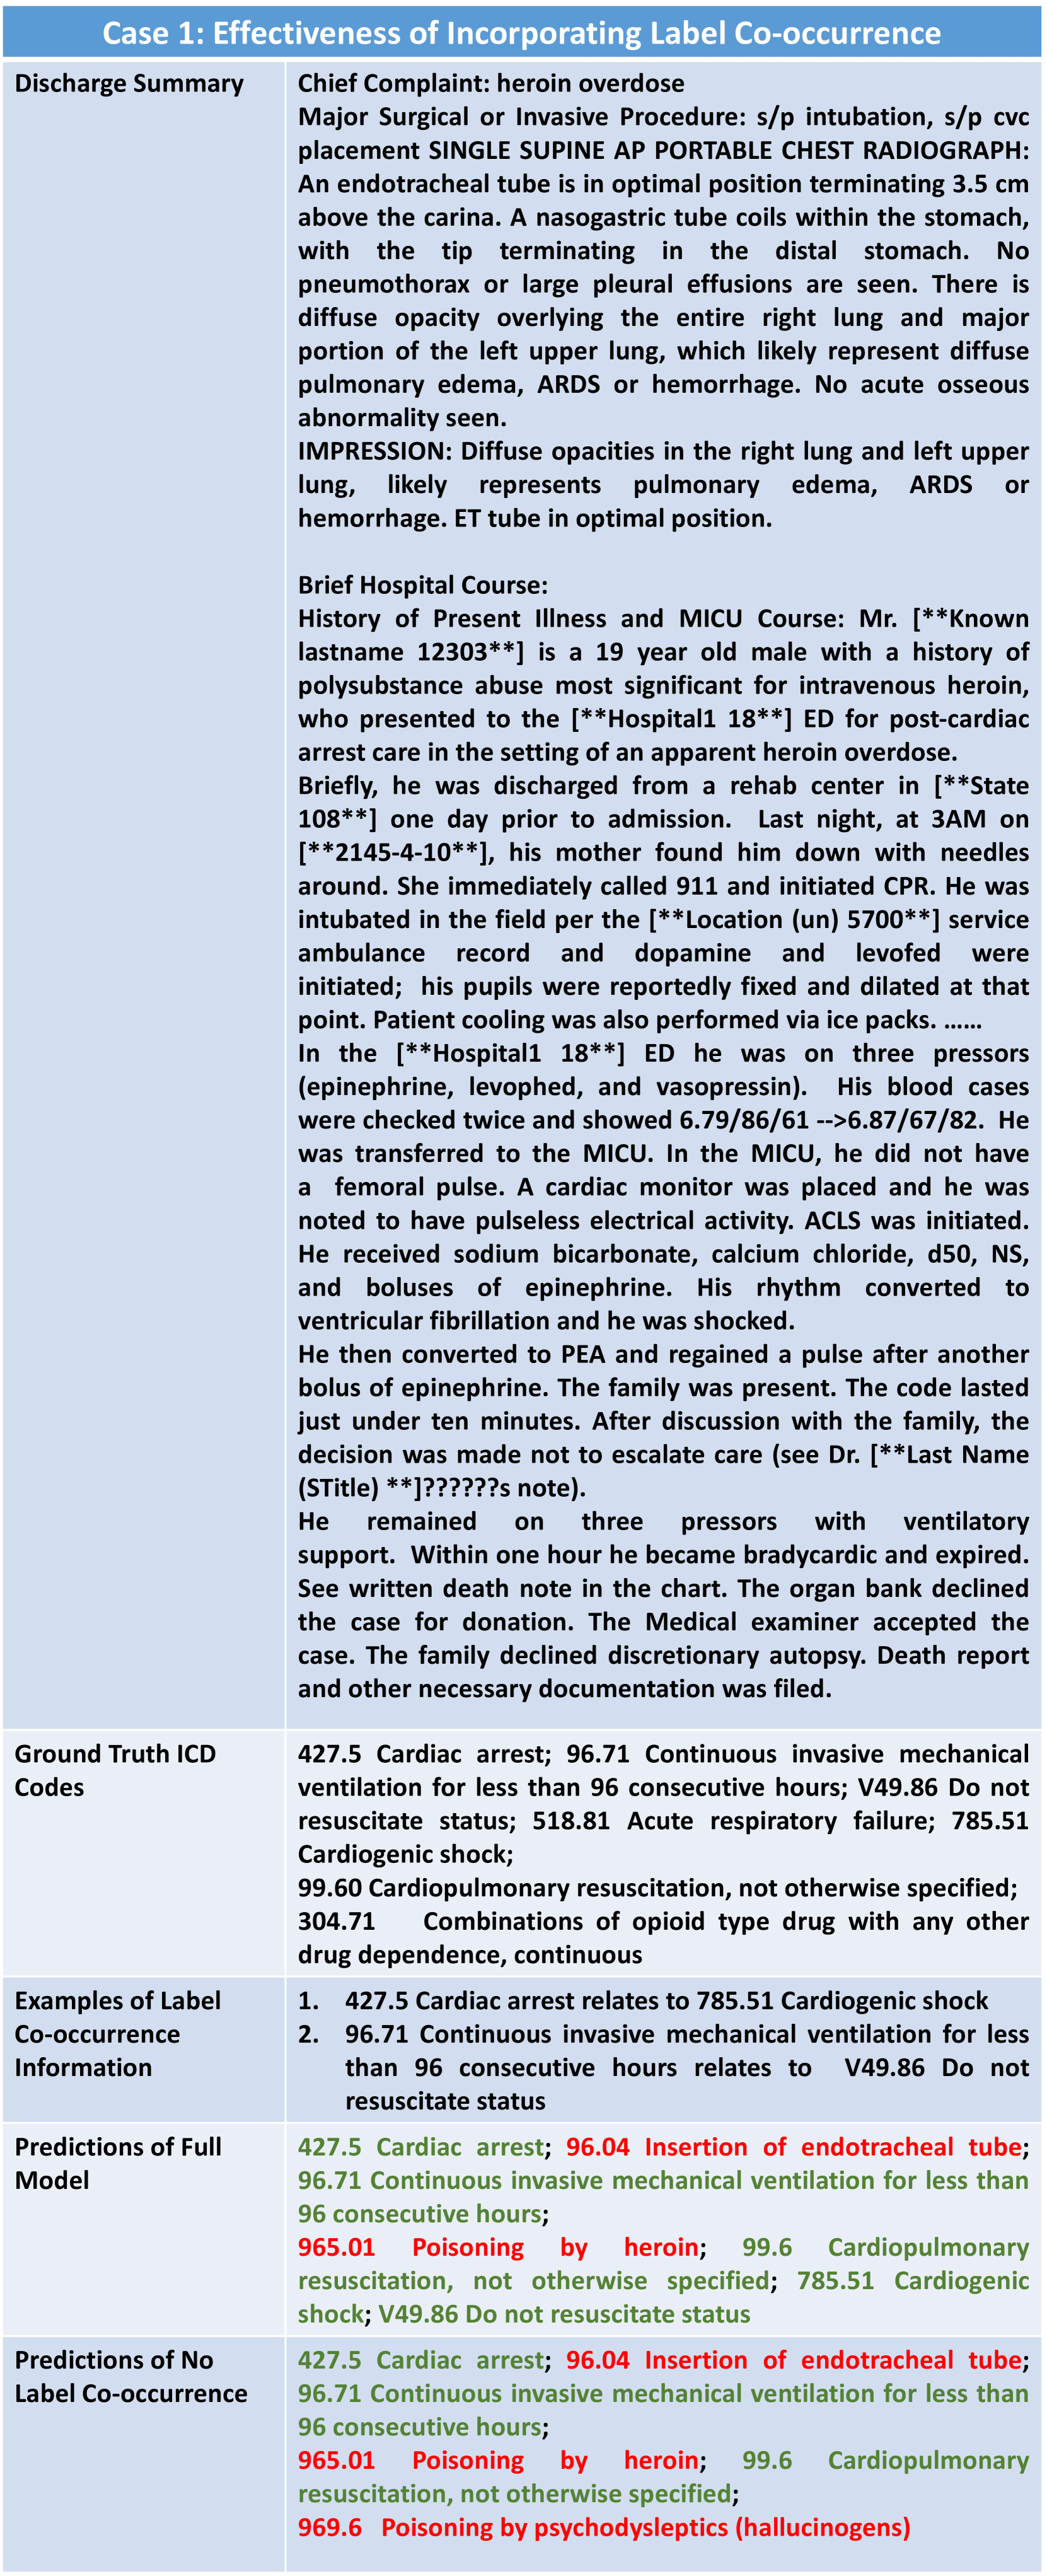 Case 1: Effectiveness of Incorporating Label Co-occurrence
Discharge Summary
Chief Complaint: heroin overdose
Major Surgical or Invasive Procedure: s/p intubation, s/p cvc
placement SINGLE SUPINE AP PORTABLE CHEST RADIOGRAPH:
An endotracheal tube is in optimal position terminating 3.5 cm
above the carina. A nasogastric tube coils within the stomach,
with the tip terminating in the distal stomach. No
pneumothorax or large pleural effusions are seen. There is
diffuse opacity overlying the entire right lung and major
portion of the left upper lung, which likely represent diffuse
pulmonary edema, ARDS or hemorrhage. No acute osseous
abnormality seen.
IMPRESSION: Diffuse opacities in the right lung and left upper
lung, likely represents pulmonary edema, ARDS or
hemorrhage. ET tube in optimal position.
Brief Hospital Course:
History of Present Illness and MICU Course: Mr. [**Known
lastname 12303**] is a 19 year old male with a history of
polysubstance abuse most significant for intravenous heroin,
who presented to the [**Hospital1 18**] ED for post-cardiac
arrest care in the setting of an apparent heroin overdose.
Briefly, he was discharged from a rehab center in [**State
108**] one day prior to admission. Last night, at 3AM on
[**2145-4-10**], his mother found him down with needles
around. She immediately called 911 and initiated CPR. He was
intubated in the field per the [**Location (un) 5700**] service
ambulance record and dopamine and levofed were
initiated; his pupils were reportedly fixed and dilated at that
point. Patient cooling was also performed via ice packs. ......
In the [**Hospital1 18**] ED he was on three pressors
(epinephrine, levophed, and vasopressin). His blood cases
were checked twice and showed 6.79/86/61 -->6.87/67/82. He
was transferred to the MICU. In the MICU, he did not have
a femoral pulse. A cardiac monitor was placed and he was
noted to have pulseless electrical activity. ACLS was initiated.
He received sodium bicarbonate, calcium chloride, d50, NS,
and boluses of epinephrine. His rhythm converted to
ventricular fibrillation and he was shocked.
He then converted to PEA and regained a pulse after another
bolus of epinephrine. The family was present. The code lasted
just under ten minutes. After discussion with the family, the
decision was made not to escalate care (see Dr. [**Last Name
(STitle) **]??????s note).
He remained on three pressors with ventilatory
support. Within one hour he became bradycardic and expired.
See written death note in the chart. The organ bank declined
the case for donation. The Medical examiner accepted the
case. The family declined discretionary autopsy. Death report
and other necessary documentation was filed.
Ground Truth ICD
Codes
427.5 Cardiac arrest; 96.71 Continuous invasive mechanical
ventilation for less than 96 consecutive hours; V49.86 Do not
resuscitate status; 518.81 Acute respiratory failure; 785.51
Cardiogenic shock;
99.60 Cardiopulmonary resuscitation, not otherwise specified;
304.71 Combinations of opioid type drug with any other
drug dependence, continuous
Examples of Label
Co-occurrence
Information
1. 427.5 Cardiac arrest relates to 785.51 Cardiogenic shock
2. 96.71 Continuous invasive mechanical ventilation for less
than 96 consecutive hours relates to V49.86 Do not
resuscitate status
Predictions of Full
Model
427.5 Cardiac arrest; 96.04 Insertion of endotracheal tube;
96.71 Continuous invasive mechanical ventilation for less than
96 consecutive hours;
965.01 Poisoning by heroin; 99.6 Cardiopulmonary
resuscitation, not otherwise specified; 785.51 Cardiogenic
shock; V49.86 Do not resuscitate status
Predictions of No
Label Co-occurrence
427.5 Cardiac arrest; 96.04 Insertion of endotracheal tube;
96.71 Continuous invasive mechanical ventilation for less than
96 consecutive hours;
965.01 Poisoning by heroin; 99.6 Cardiopulmonary
resuscitation, not otherwise specified;
969.6 Poisoning by psychodysleptics (hallucinogens)